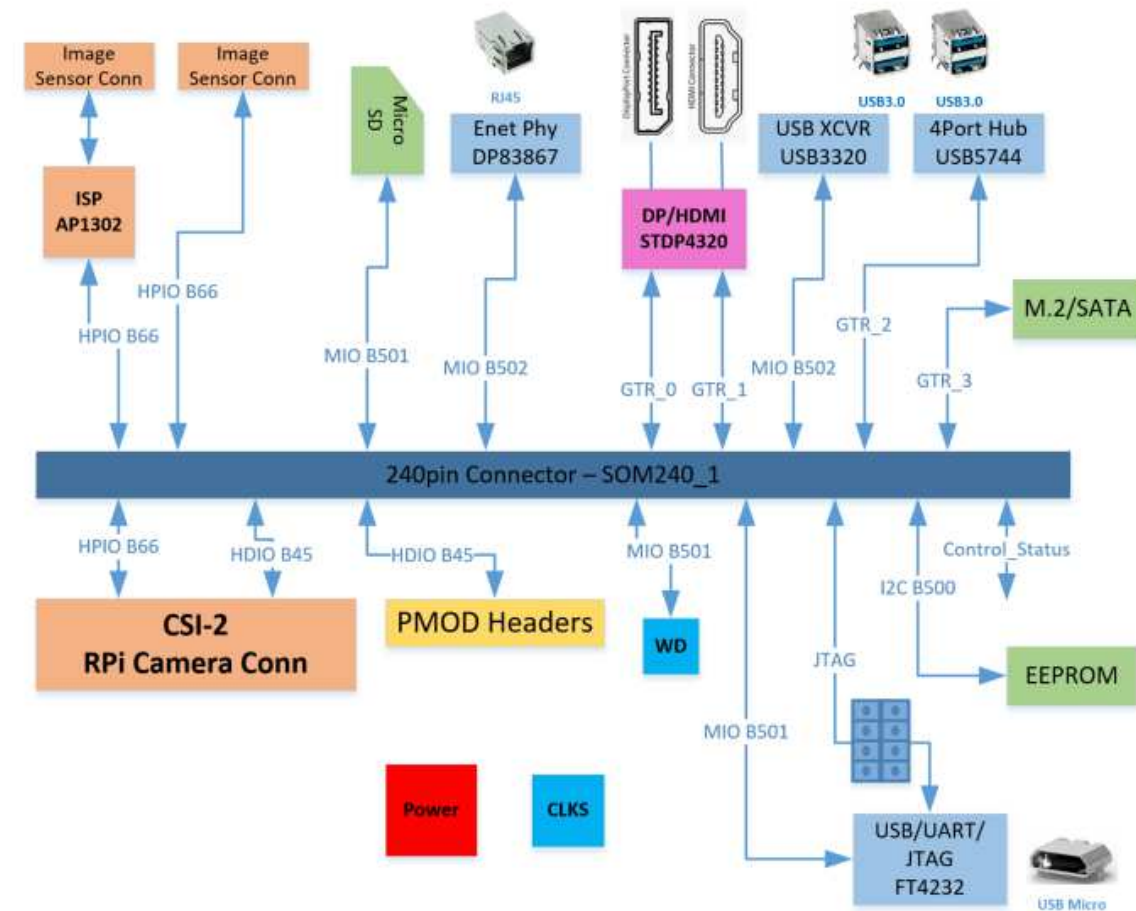 Image
Sensor Conn
Image
Sensor Conn
Micro
SD
RJ45
Enet Phy
DP83867
DisplayPort Connector
HDMI Connector
USB3.0
USB3.0
USB XCVR
USB3320
4Port Hub
USB5744
ISP
AP1302
DP/HDMI
STDP4320
HPIO B66
HPIO B66
MIO B501
MIO B502
GTR_0
GTR_1
MIO B502
GTR_2
GTR_3
M.2/SATA
240pin Connector – SOM240_1
HPIO B66
HDIO B45
HDIO B45
MIO B501
MIO B501
JTAG
I2C B500
Control_Status
CSI-2
RPi Camera Conn
PMOD Headers
WD
EEPROM
Power
CLKS
USB/UART/
JTAG
FT4232
USB Micro